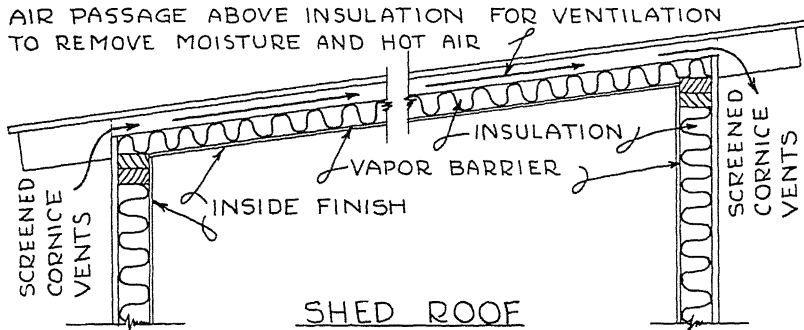 AIR PASSAGE ABOVE INSULATION FOR VENTILATION
TO REMOVE MOISTURE AND HOT AIR
INSULATION
VAPOR BARRIER
INSIDE FINISH
SCREENED
CORNICE
VENTS
SCREENED
CORNICE
VENTS
SHED ROOF